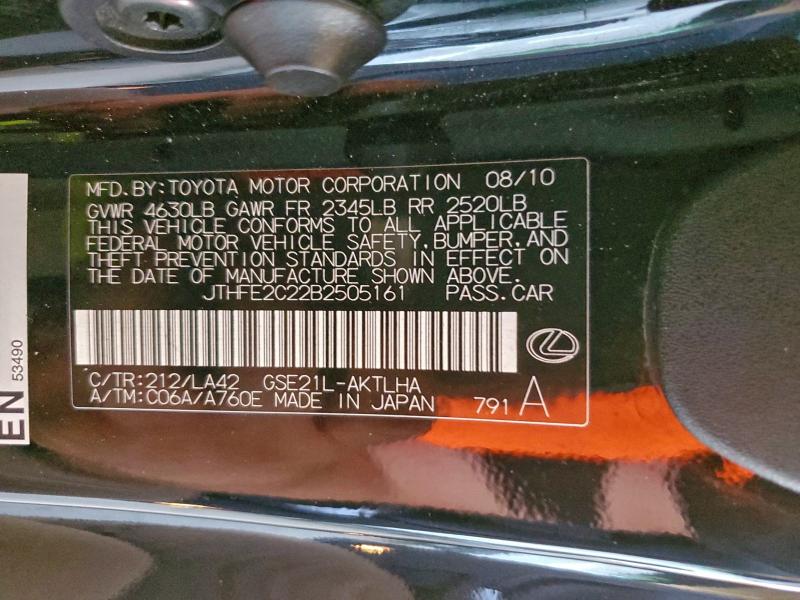 MFD. BY: TOYOTA MOTOR CORPORATION 08/10
GVWR 4630LB GAWR FR 2345LB RR 2520LB
THIS VEHICLE CONFORMS TO ALL APPLICABLE
FEDERAL MOTOR VEHICLE SAFETY, BUMPER, AND
THEFT PREVENTION STANDARDS IN EFFECT ON
THE DATE OF MANUFACTURE SHOWN ABOVE.
JTHFE2C22B2505161 PASS. CAR
C/TR: 212/LA42 GSE21L-AKTLHA
A/TM: C06A/A760E MADE IN JAPAN 791 A
EN
53490